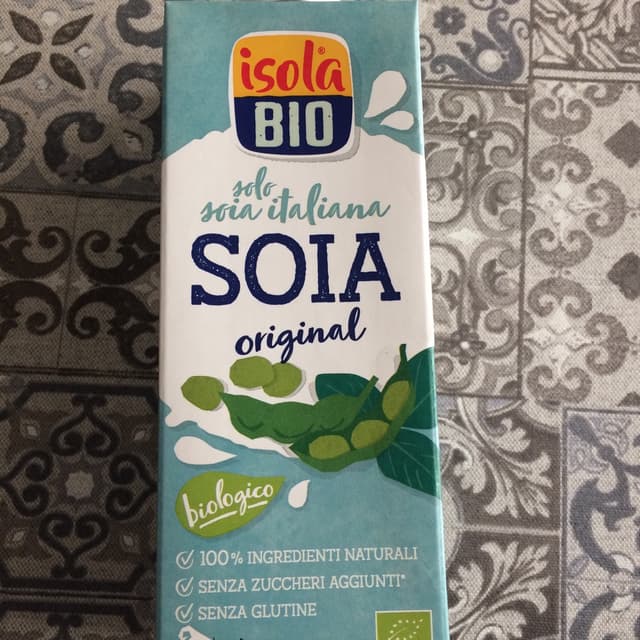 isola®
BIO
solo
soia italiana
SOIA
original
biologico
100% INGREDIENTI NATURALI
SENZA ZUCCHERI AGGIUNTI*
SENZA GLUTINE